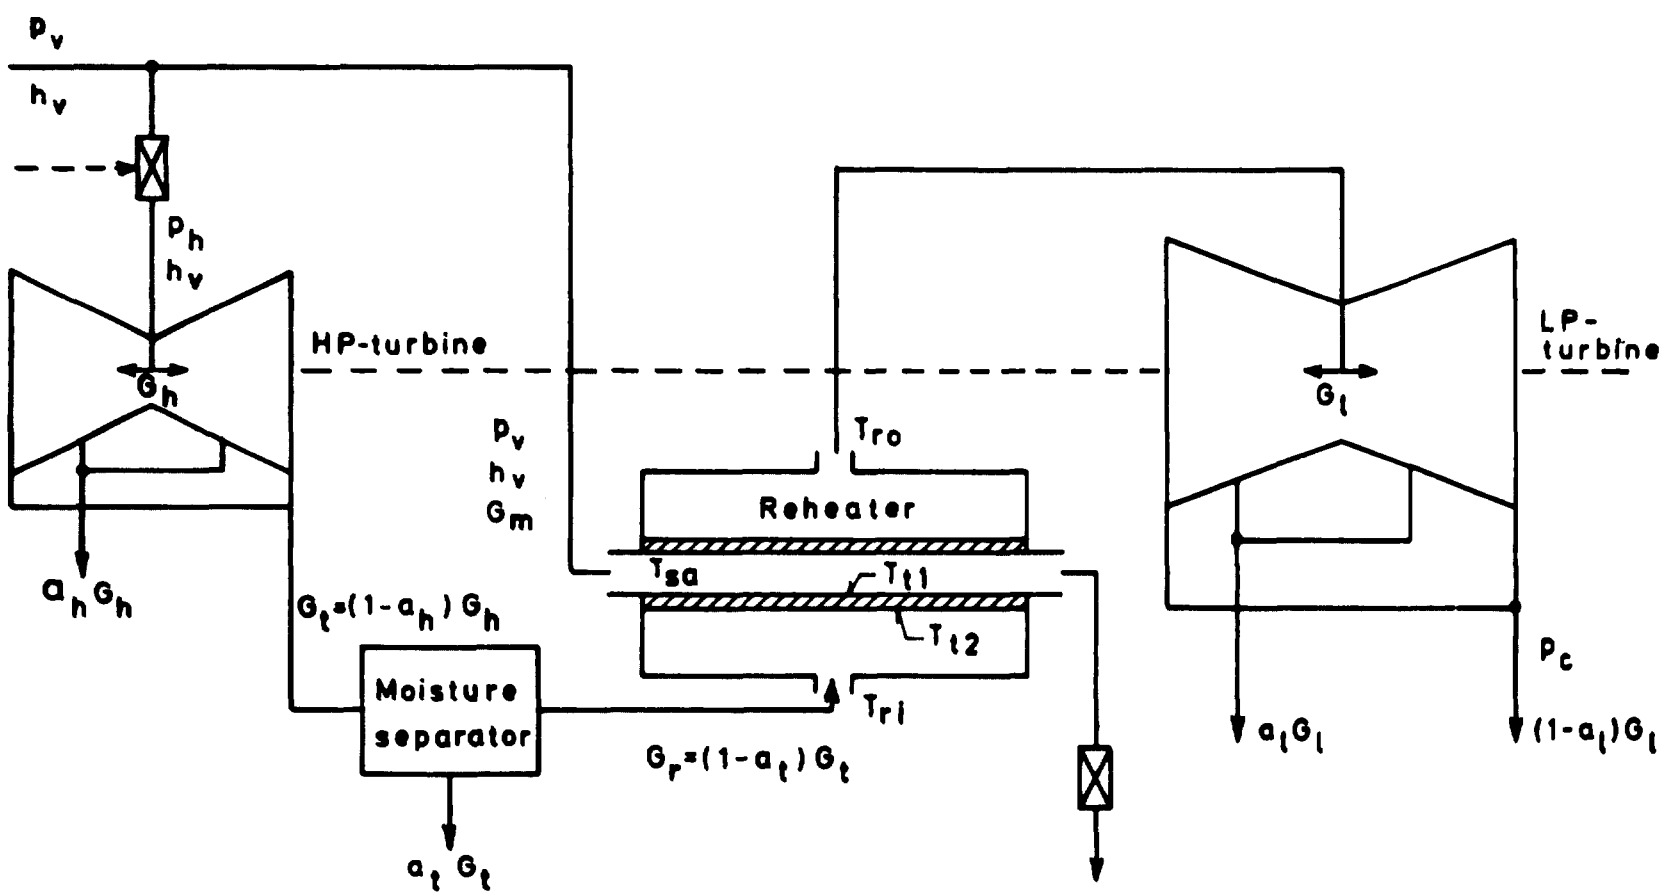 p_v
h_v
p_h
h_v
HP-turbine
G_h
LP-
turbine
G_l
T_ro
p_v
h_v
G_m
Reheater
T_sa
T_t1
T_t2
a_h G_h
G_t=(1-a_h) G_h
Moisture
separator
T_ri
p_c
G_r=(1-a_t) G_t
a_l G_l
(1-a_l) G_l
a_t G_t